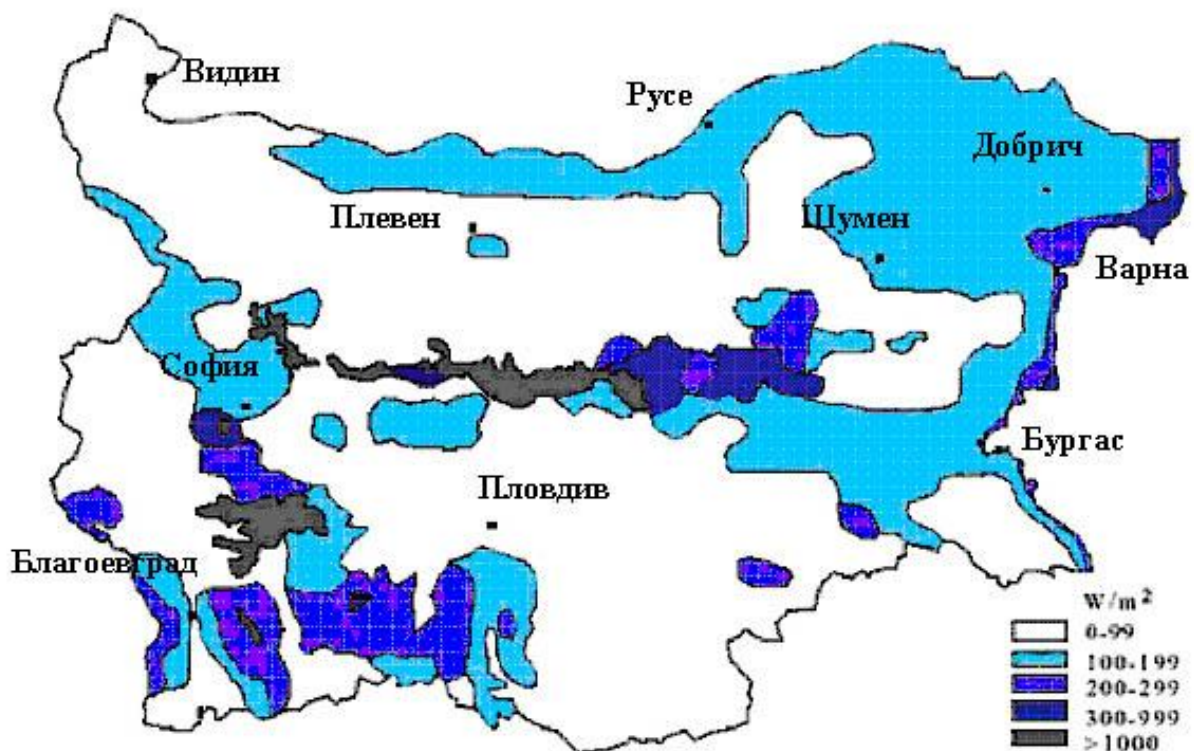 Видин
Русе
Добрич
Плевен
Шумен
Варна
София
Бургас
Пловдив
Благоевград
W/m²
0-99
100-199
200-299
300-999
>1000